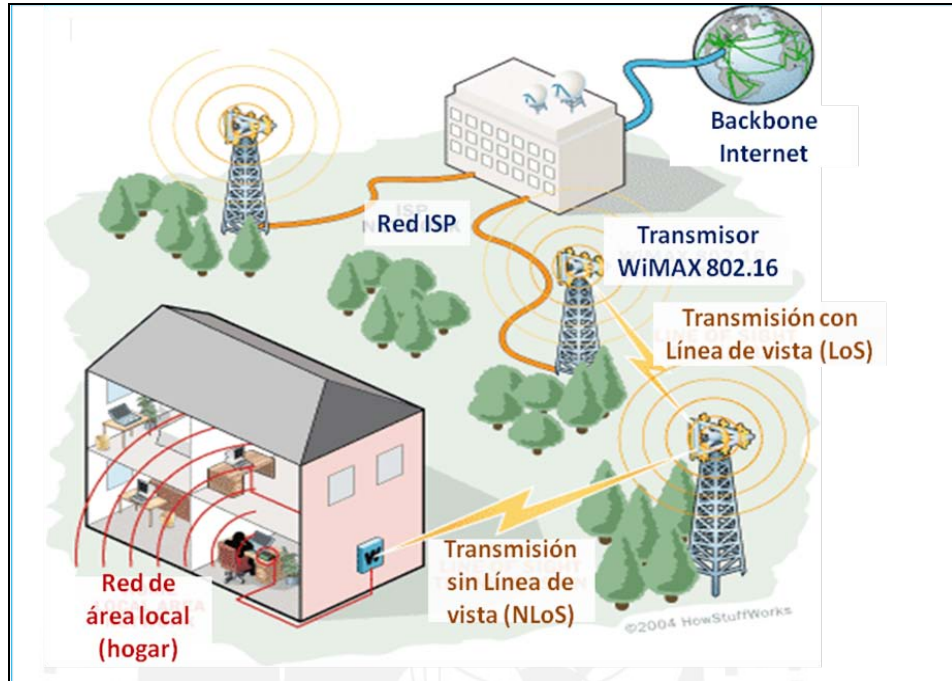 Backbone
Internet
Red ISP
Transmisor
WiMAX 802.16
Transmisión con
Línea de vista (LoS)
Transmisión
sin Línea de
vista (NLoS)
Red de
área local
(hogar)
©2004 HowStuffWorks